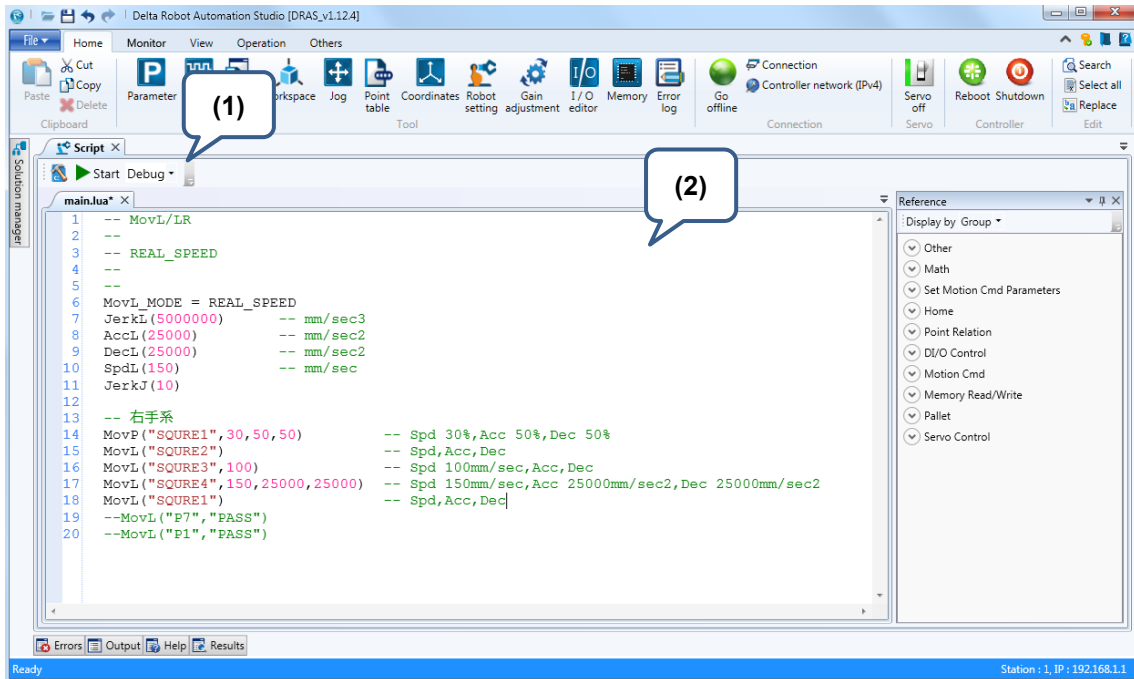 Delta Robot Automation Studio [DRAS_v1.12.4]
File Home Monitor View Operation Others
Paste Cut Copy Delete
Clipboard
Parameter Jog Point table Coordinates Robot setting Gain adjustment I/O editor Memory Error log
Tool
Go offline Connection Controller network (IPv4)
Connection
Servo off
Servo
Reboot Shutdown
Controller
Search Select all Replace
Edit
(1)
(2)
Solution manager
Script
Start Debug
main.lua*
1 -- MovL/LR
2 --
3 -- REAL_SPEED
4 --
5 --
6 MovL_MODE = REAL_SPEED
7 JerkL(5000000) -- mm/sec3
8 AccL(25000) -- mm/sec2
9 DecL(25000) -- mm/sec2
10 SpdL(150) -- mm/sec
11 JerkJ(10)
12
13 -- 右手系
14 MovP("SQURE1",30,50,50) -- Spd 30%,Acc 50%,Dec 50%
15 MovL("SQURE2") -- Spd,Acc,Dec
16 MovL("SQURE3",100) -- Spd 100mm/sec,Acc,Dec
17 MovL("SQURE4",150,25000,25000) -- Spd 150mm/sec,Acc 25000mm/sec2,Dec 25000mm/sec2
18 MovL("SQURE1") -- Spd,Acc,Dec
19 --MovL("P7","PASS")
20 --MovL("P1","PASS")
Reference
Display by Group
Other
Math
Set Motion Cmd Parameters
Home
Point Relation
DI/O Control
Motion Cmd
Memory Read/Write
Pallet
Servo Control
Errors Output Help Results
Ready
Station : 1, IP : 192.168.1.1